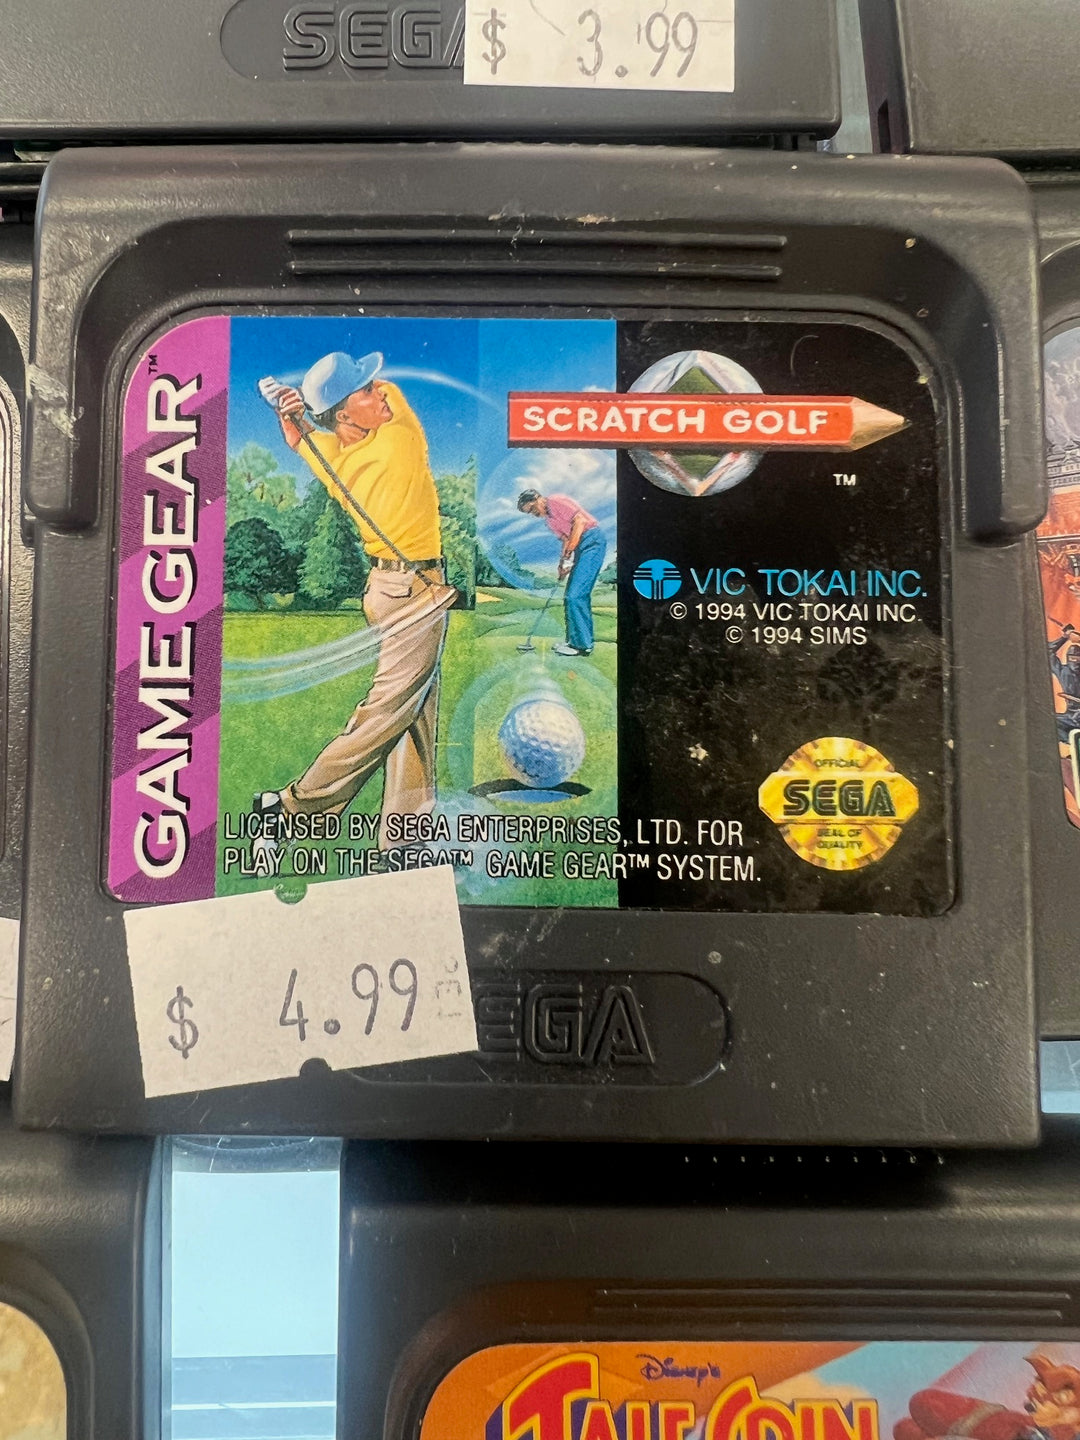 SEGA
$ 3.99
GAME GEAR™
SCRATCH GOLF
TM
VIC TOKAI INC.
© 1994 VIC TOKAI INC.
© 1994 SIMS
OFFICIAL
SEGA
SEAL OF
QUALITY
LICENSED BY SEGA ENTERPRISES, LTD. FOR
PLAY ON THE SEGA™ GAME GEAR™ SYSTEM.
$ 4.99
SEGA
Disney's
TALE SPIN